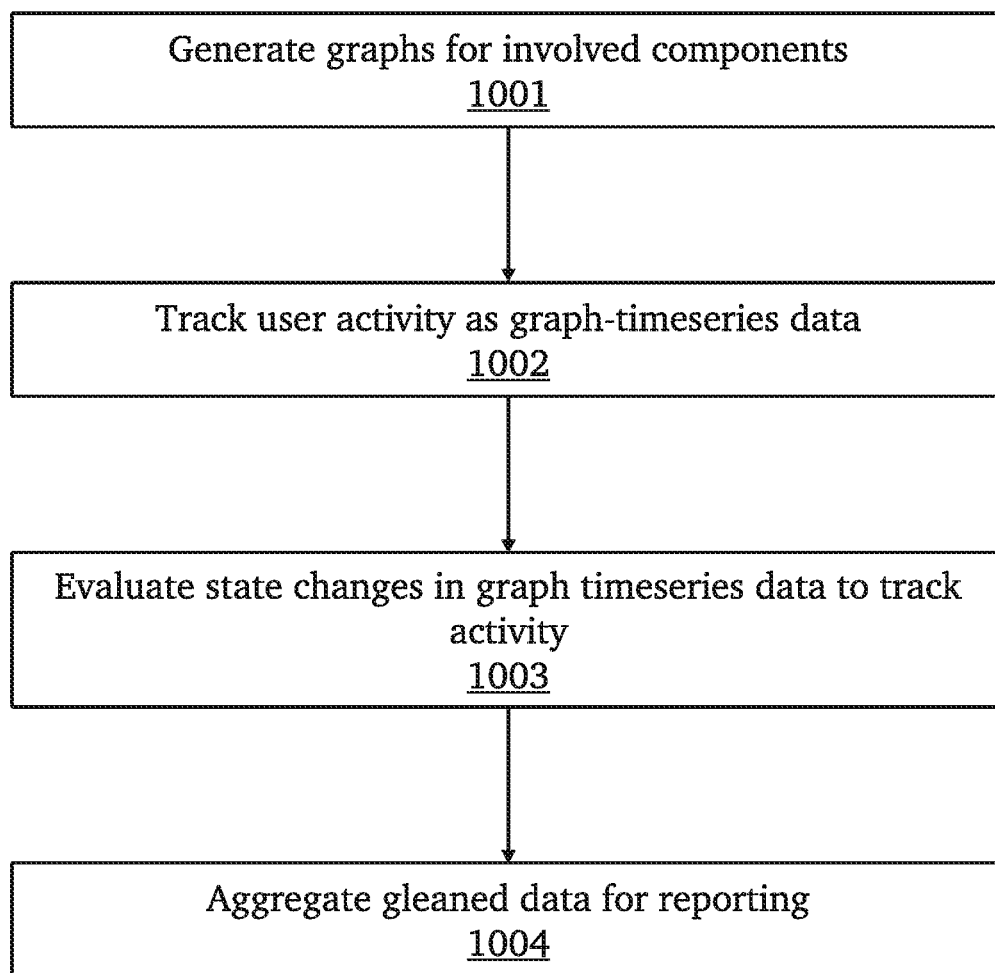 Generate graphs for involved components
1001
Track user activity as graph-timeseries data
1002
Evaluate state changes in graph timeseries data to track
activity
1003
Aggregate gleaned data for reporting
1004